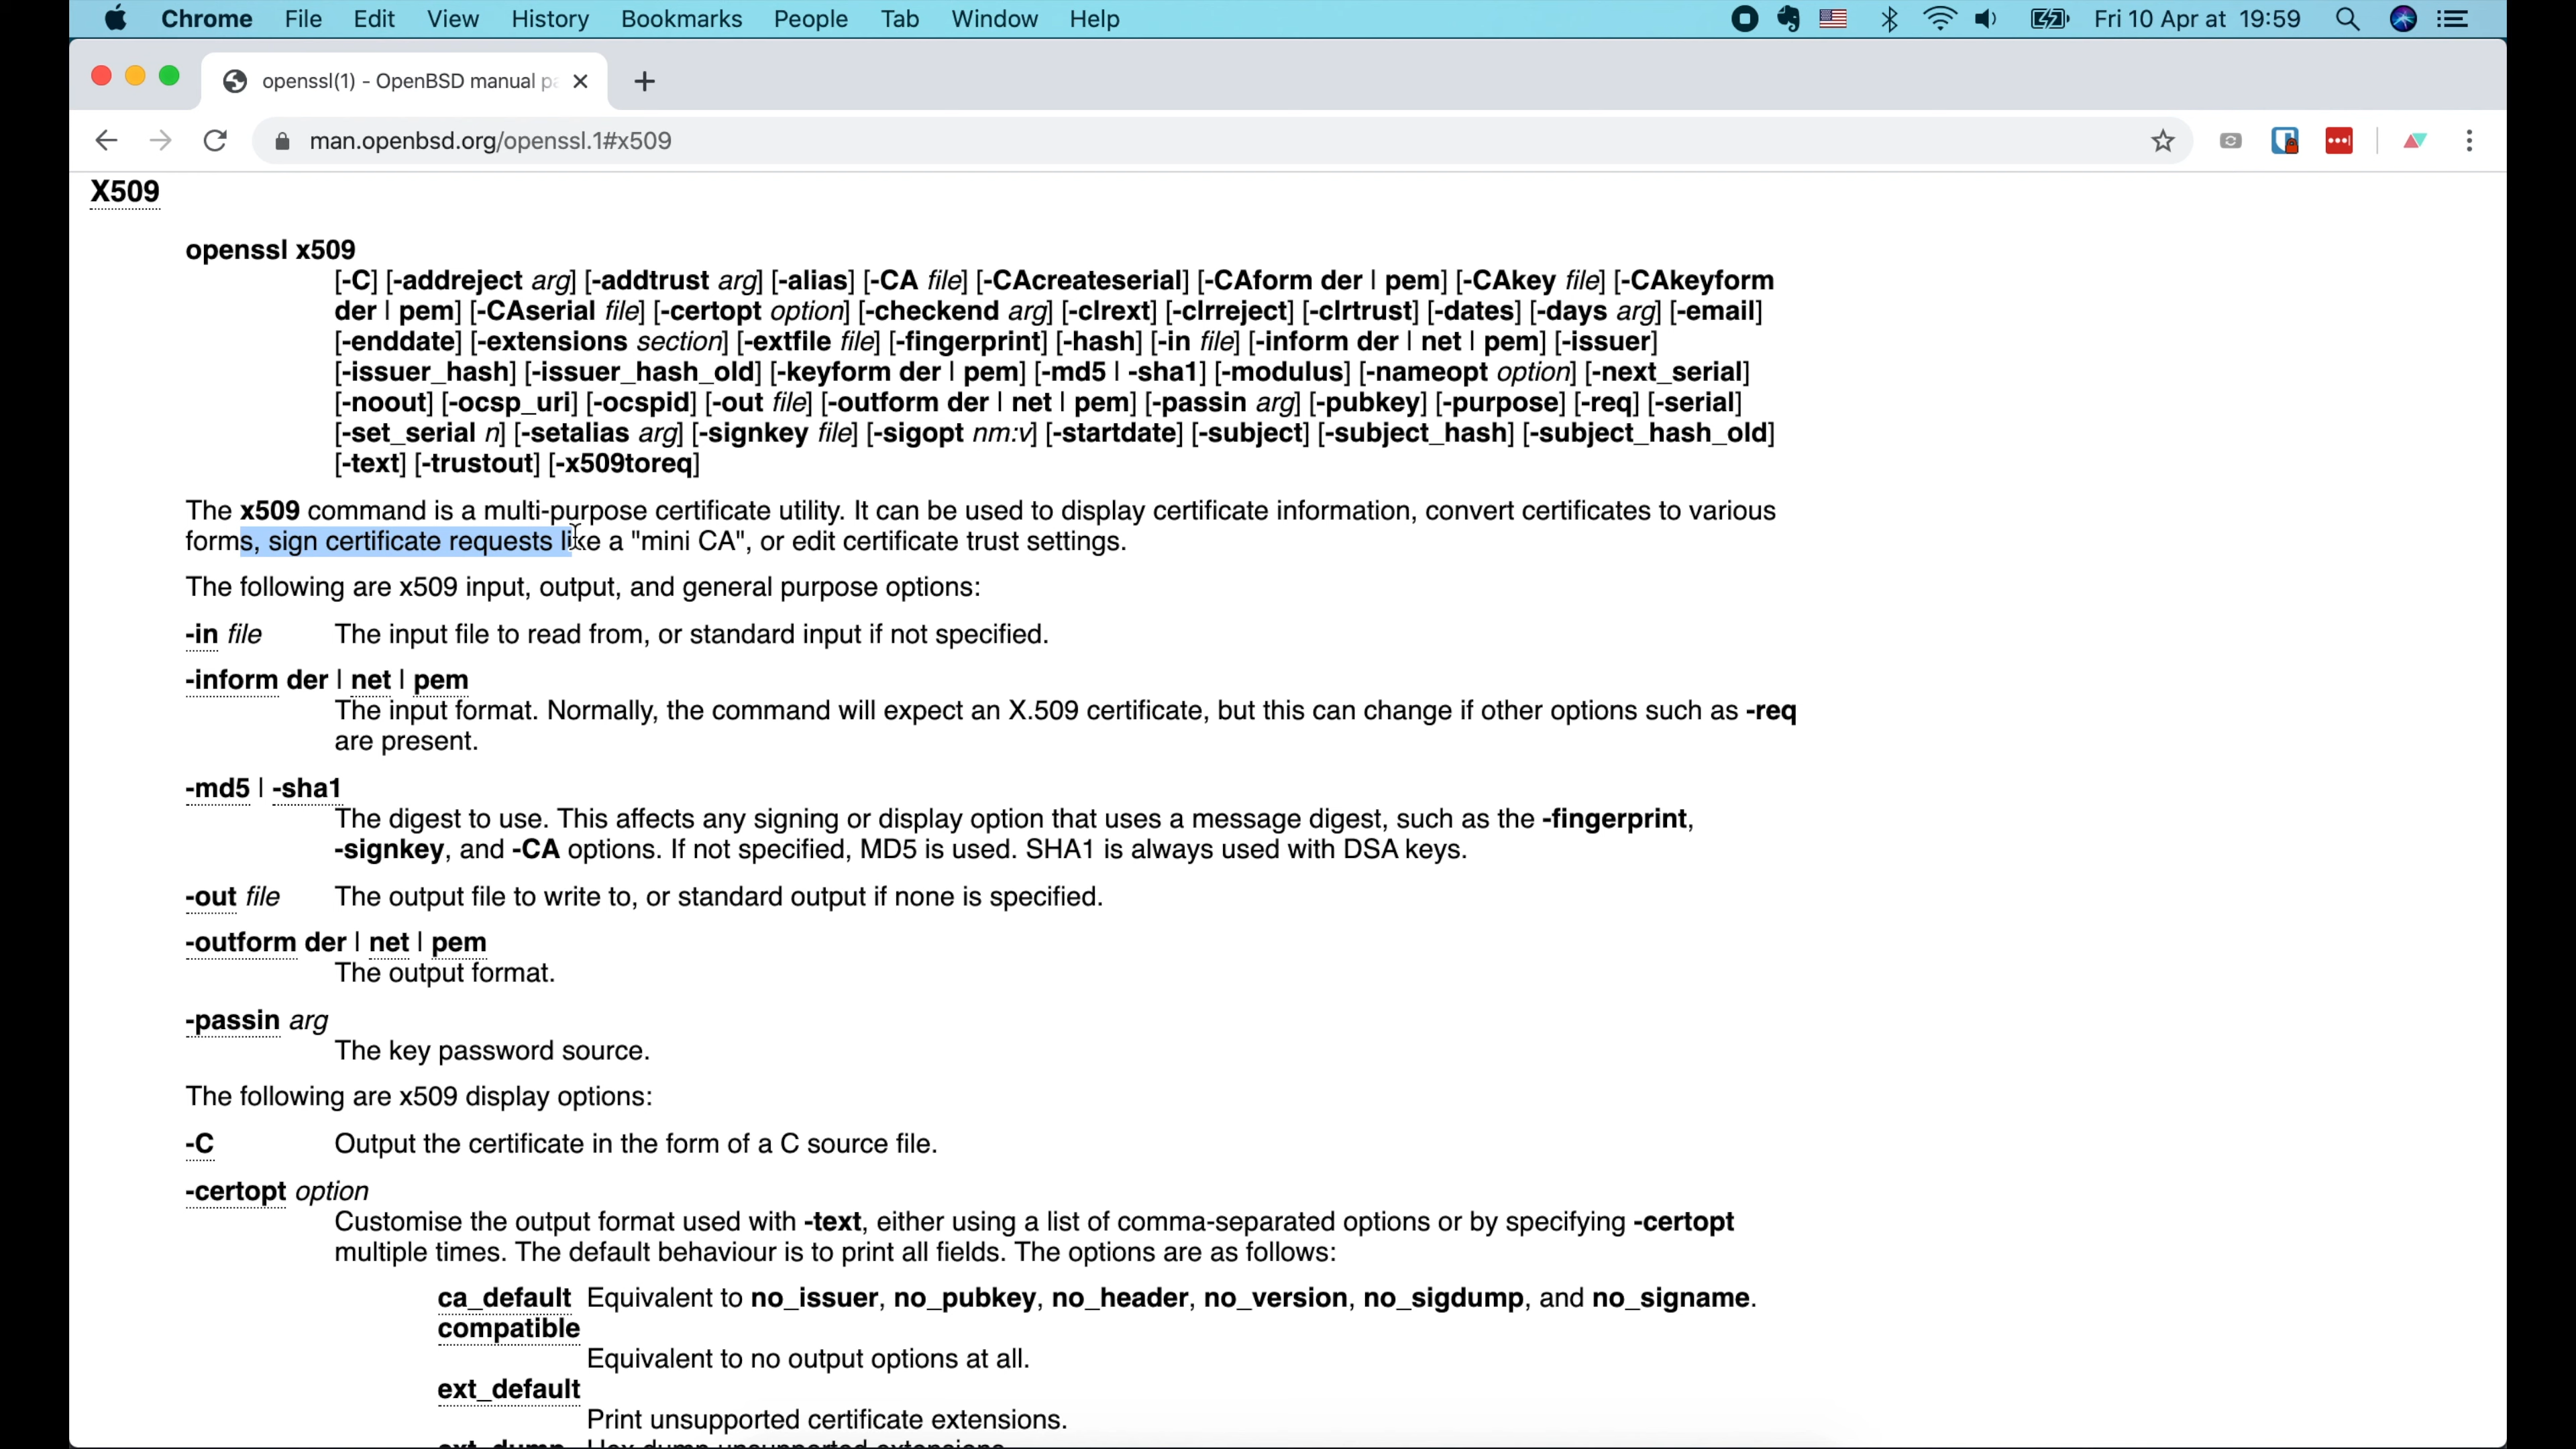 Chrome File Edit View History Bookmarks People Tab Window Help Fri 10 Apr at 19:59
openssl(1) - OpenBSD manual pa
man.openbsd.org/openssl.1#x509
X509
openssl x509
[-C] [-addreject arg] [-addtrust arg] [-alias] [-CA file] [-CAcreateserial] [-CAform der | pem] [-CAkey file] [-CAkeyform
der | pem] [-CAserial file] [-certopt option] [-checkend arg] [-clrext] [-clrreject] [-clrtrust] [-dates] [-days arg] [-email]
[-enddate] [-extensions section] [-extfile file] [-fingerprint] [-hash] [-in file] [-inform der | net | pem] [-issuer]
[-issuer_hash] [-issuer_hash_old] [-keyform der | pem] [-md5 | -sha1] [-modulus] [-nameopt option] [-next_serial]
[-noout] [-ocsp_uri] [-ocspid] [-out file] [-outform der | net | pem] [-passin arg] [-pubkey] [-purpose] [-req] [-serial]
[-set_serial n] [-setalias arg] [-signkey file] [-sigopt nm:v] [-startdate] [-subject] [-subject_hash] [-subject_hash_old]
[-text] [-trustout] [-x509toreq]
The x509 command is a multi-purpose certificate utility. It can be used to display certificate information, convert certificates to various
forms, sign certificate requests like a "mini CA", or edit certificate trust settings.
The following are x509 input, output, and general purpose options:
-in file The input file to read from, or standard input if not specified.
-inform der | net | pem
The input format. Normally, the command will expect an X.509 certificate, but this can change if other options such as -req
are present.
-md5 | -sha1
The digest to use. This affects any signing or display option that uses a message digest, such as the -fingerprint,
-signkey, and -CA options. If not specified, MD5 is used. SHA1 is always used with DSA keys.
-out file The output file to write to, or standard output if none is specified.
-outform der | net | pem
The output format.
-passin arg
The key password source.
The following are x509 display options:
-C Output the certificate in the form of a C source file.
-certopt option
Customise the output format used with -text, either using a list of comma-separated options or by specifying -certopt
multiple times. The default behaviour is to print all fields. The options are as follows:
ca_default Equivalent to no_issuer, no_pubkey, no_header, no_version, no_sigdump, and no_signame.
compatible
Equivalent to no output options at all.
ext_default
Print unsupported certificate extensions.
ext_dump Hex dump unsupported extensions.